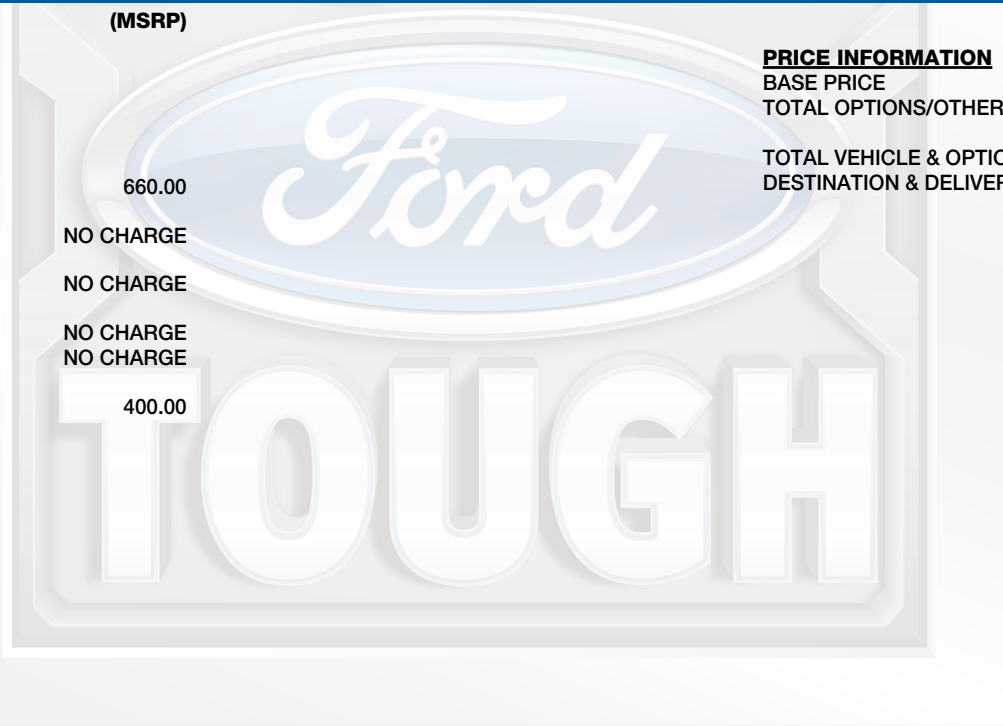 (MSRP)
660.00
NO CHARGE
NO CHARGE
NO CHARGE
NO CHARGE
400.00
PRICE INFORMATION
BASE PRICE
TOTAL OPTIONS/OTHER
TOTAL VEHICLE & OPTIO
DESTINATION & DELIVER
Ford
TOUGH